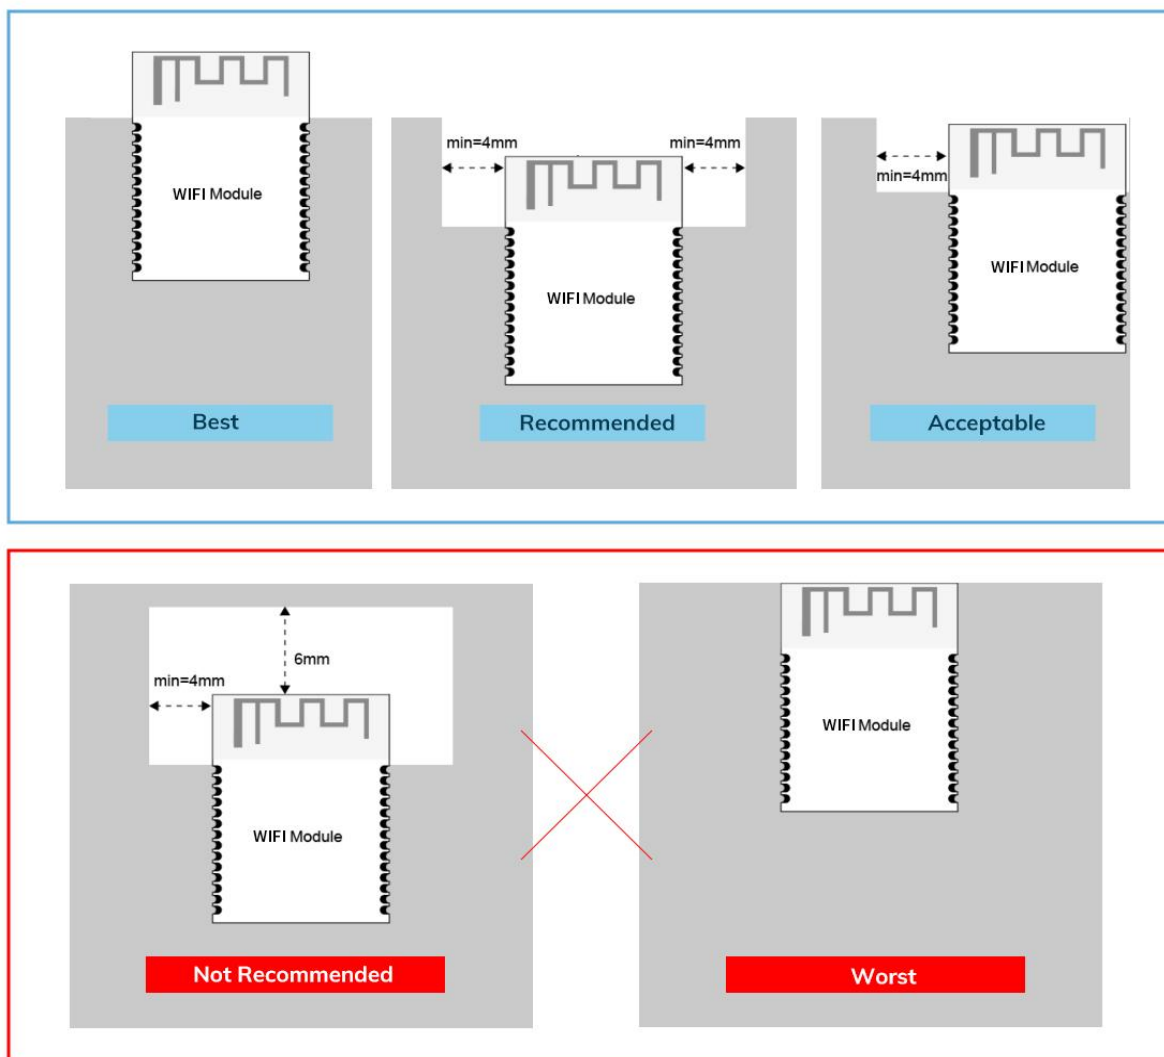 WIFI Module
Best
min=4mm
min=4mm
WIFI Module
Recommended
min=4mm
WIFI Module
Acceptable
6mm
min=4mm
WIFI Module
Not Recommended
WIFI Module
Worst